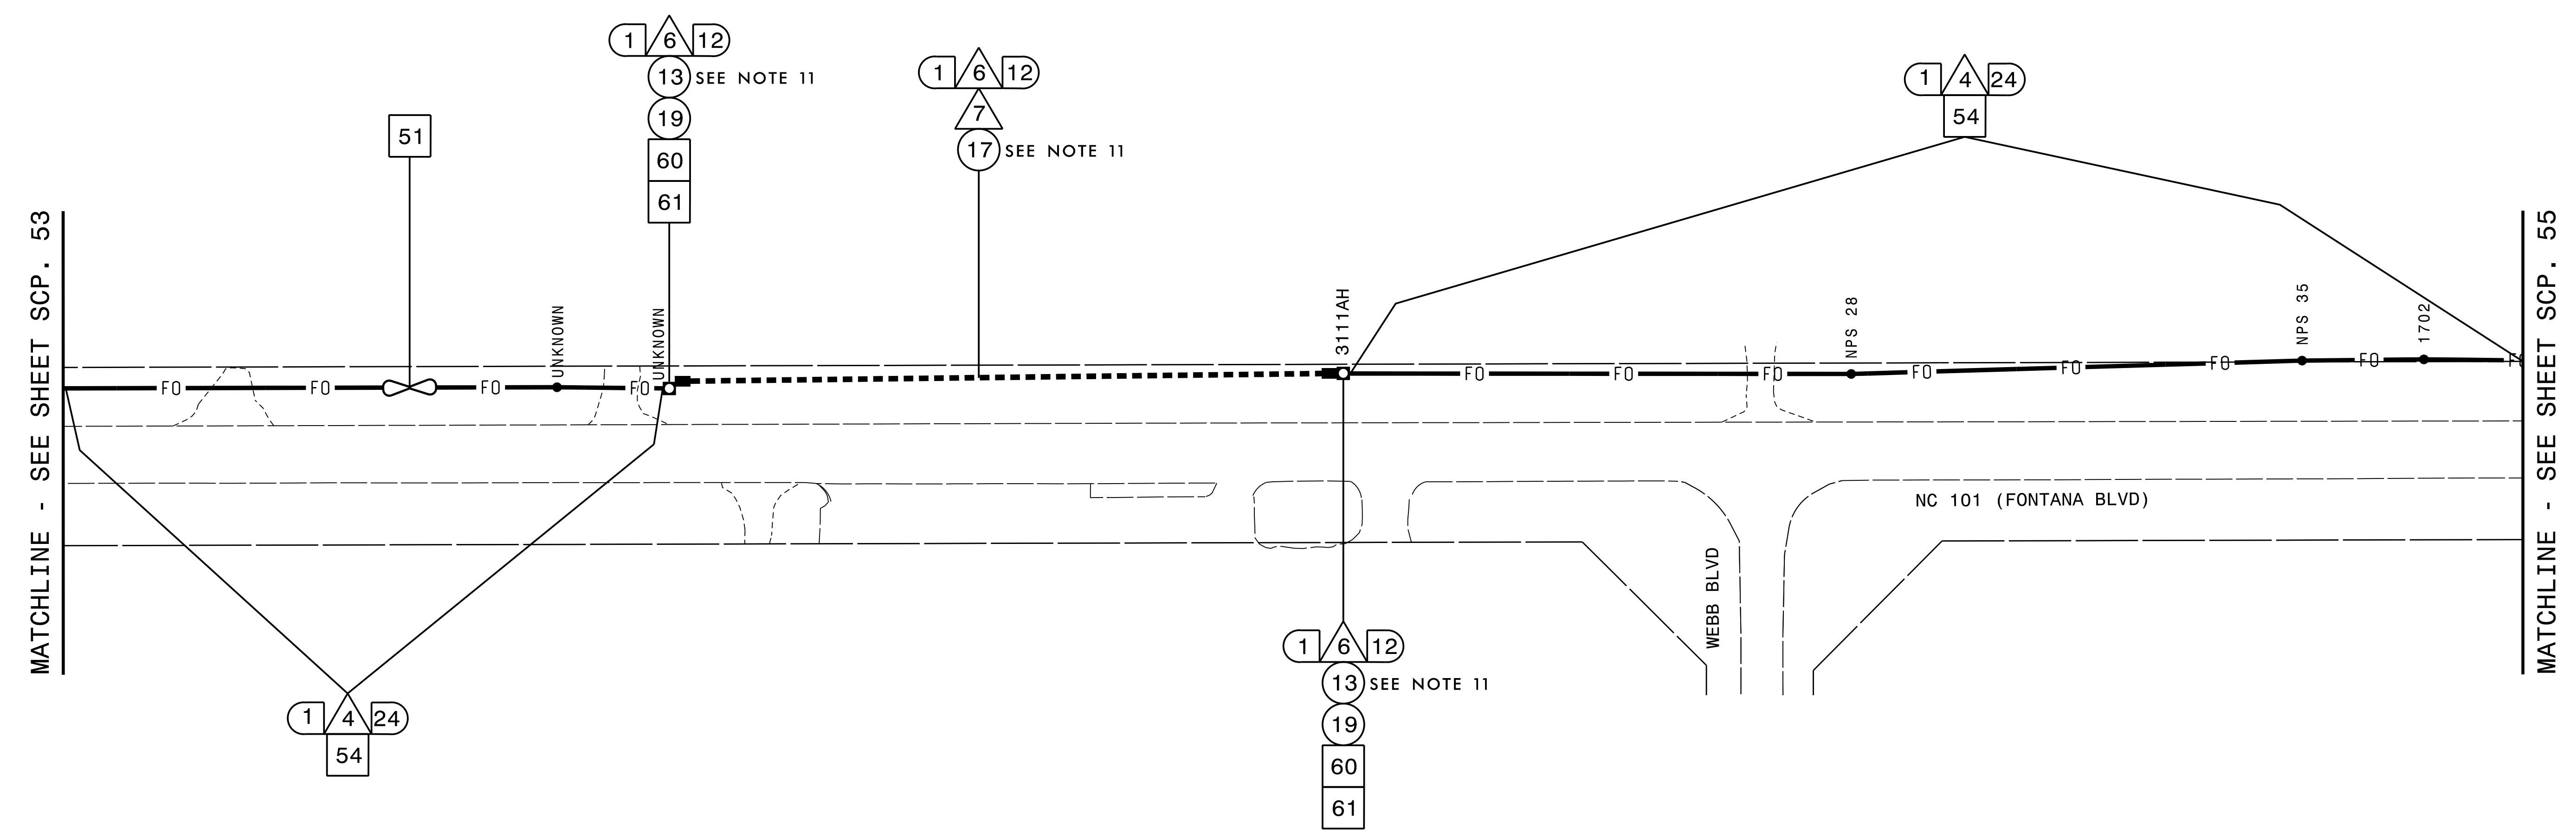 1 6 12
13 SEE NOTE 11
19
60
61
1 6 12
7
17 SEE NOTE 11
1 4 24
54
51
MATCHLINE - SEE SHEET SCP. 53
MATCHLINE - SEE SHEET SCP. 55
UNKNOWN
UNKNOWN
3111AH
NPS 28
NPS 35
1702
FO
FO
FO
FO
FO
FO
FO
FO
FO
FO
FO
NC 101 (FONTANA BLVD)
WEBB BLVD
1 4 24
54
1 6 12
13 SEE NOTE 11
19
60
61